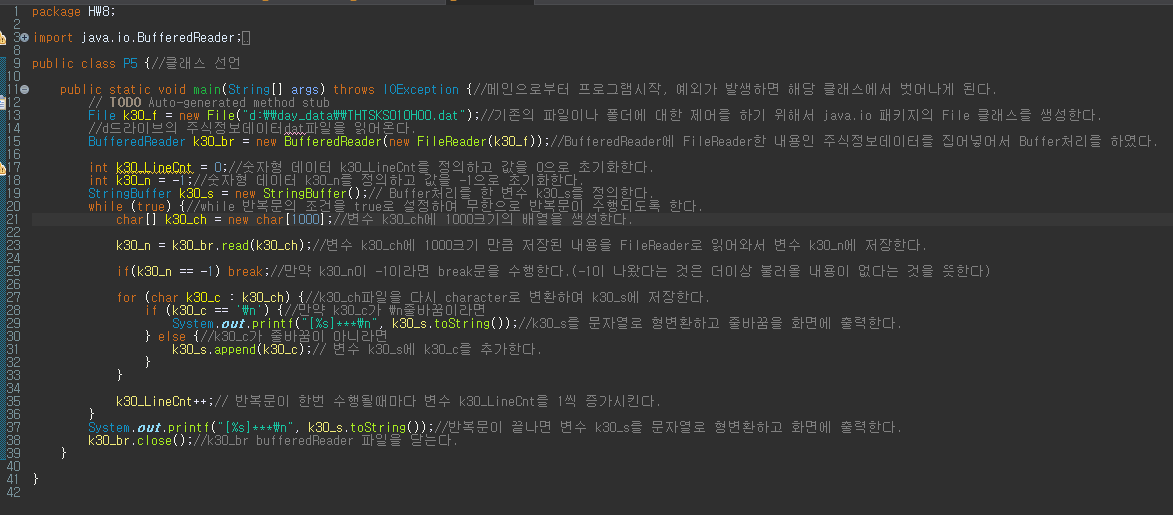 1 package HW8;
2
3 import java.io.BufferedReader;
8
9 public class P5 {//클래스 선언
10
11 public static void main(String[] args) throws IOException {//메인으로부터 프로그램시작, 예외가 발생하면 해당 클래스에서 벗어나게 된다.
12 // TODO Auto-generated method stub
13 File k30_f = new File("d:\\day_data\\THTSKS010H00.dat");//기존의 파일이나 폴더에 대한 제어를 하기 위해서 java.io 패키지의 File 클래스를 생성한다.
14 //d드라이브의 주식정보데이터dat파일을 읽어온다.
15 BufferedReader k30_br = new BufferedReader(new FileReader(k30_f));//BufferedReader에 FileReader한 내용인 주식정보데이터를 집어넣어서 Buffer처리를 하였다.
16
17 int k30_LineCnt = 0;//숫자형 데이터 k30_LineCnt를 정의하고 값을 0으로 초기화한다.
18 int k30_n = -1;//숫자형 데이터 k30_n를 정의하고 값을 -1으로 초기화한다.
19 StringBuffer k30_s = new StringBuffer();// Buffer처리를 한 변수 k30_s를 정의한다.
20 while (true) {//while 반복문의 조건을 true로 설정하여 무한으로 반복문이 수행되도록 한다.
21 char[] k30_ch = new char[1000];//변수 k30_ch에 1000크기의 배열을 생성한다.
22
23 k30_n = k30_br.read(k30_ch);//변수 k30_ch에 1000크기 만큼 저장된 내용을 FileReader로 읽어와서 변수 k30_n에 저장한다.
24
25 if(k30_n == -1) break;//만약 k30_n이 -1이라면 break문을 수행한다.(-1이 나왔다는 것은 더이상 불러올 내용이 없다는 것을 뜻한다)
26
27 for (char k30_c : k30_ch) {//k30_ch파일을 다시 character로 변환하여 k30_s에 저장한다.
28 if (k30_c == '\n') {//만약 k30_c가 \n줄바꿈이라면
29 System.out.printf("[%s]***\n", k30_s.toString());//k30_s를 문자열로 형변환하고 줄바꿈을 화면에 출력한다.
30 } else {//k30_c가 줄바꿈이 아니라면
31 k30_s.append(k30_c);// 변수 k30_s에 k30_c를 추가한다.
32 }
33 }
34
35 k30_LineCnt++;// 반복문이 한번 수행될때마다 변수 k30_LineCnt를 1씩 증가시킨다.
36 }
37 System.out.printf("[%s]***\n", k30_s.toString());//반복문이 끝나면 변수 k30_s를 문자열로 형변환하고 화면에 출력한다.
38 k30_br.close();//k30_br bufferedReader 파일을 닫는다.
39 }
40
41 }
42